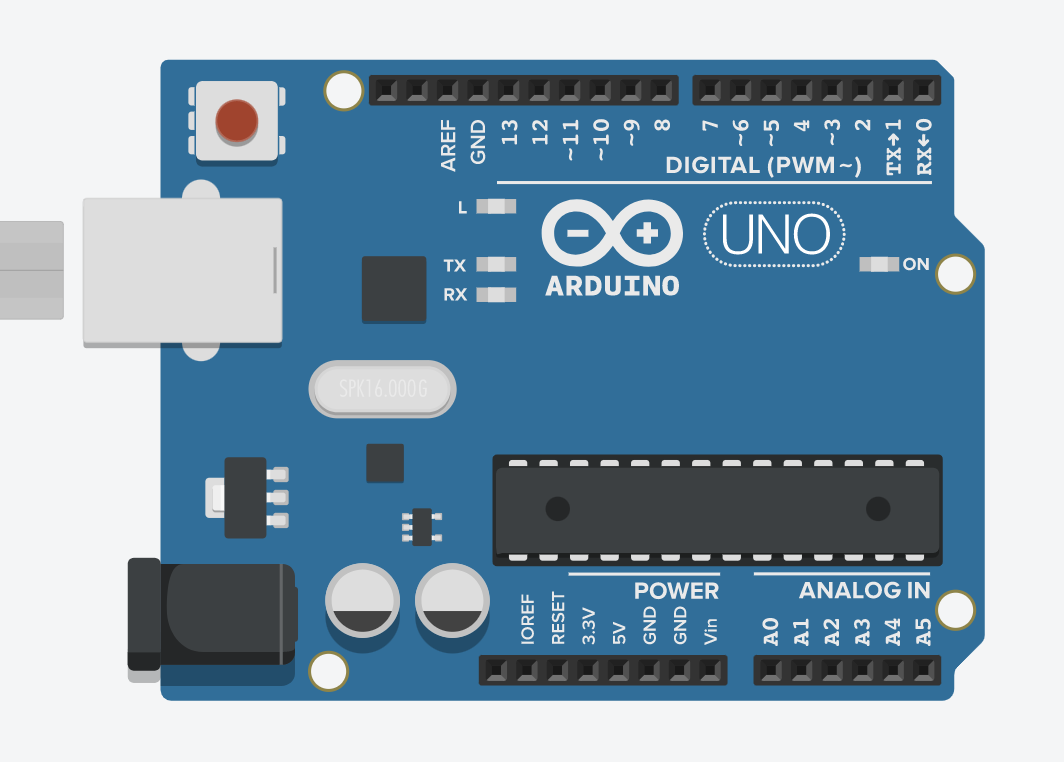 AREF GND 13 12 ~11 ~10 ~9 8 7 ~6 ~5 4 ~3 2 TX→1 RX←0
DIGITAL (PWM~)
L
UNO
TX
ON
RX
ARDUINO
SPK16.000G
POWER
ANALOG IN
IOREF RESET 3.3V 5V GND GND Vin
A0 A1 A2 A3 A4 A5